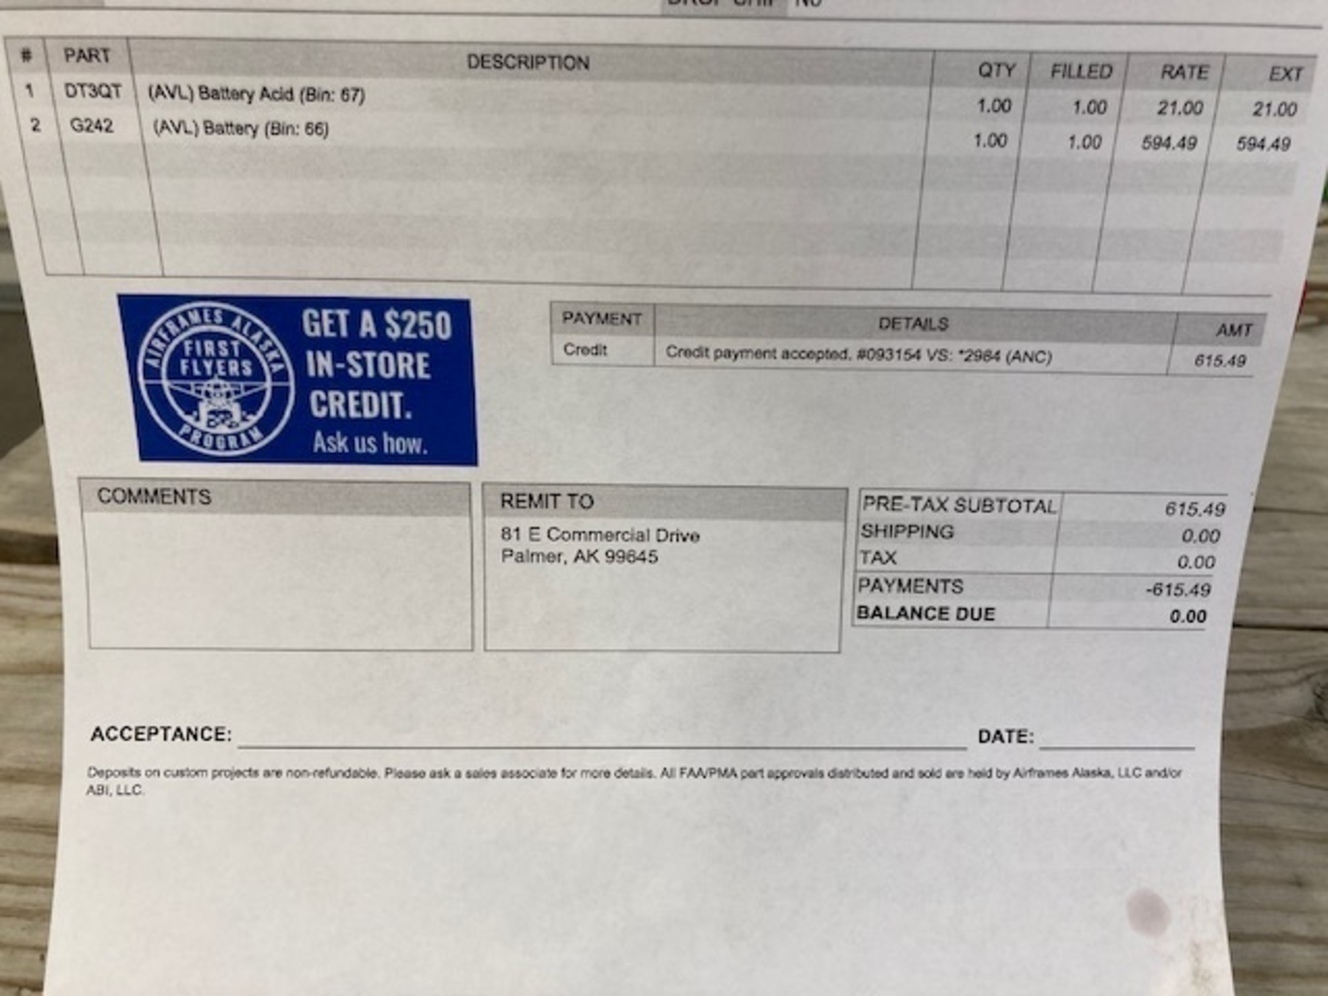 DROP SHIP No
# PART DESCRIPTION QTY FILLED RATE EXT
1 DT3QT (AVL) Battery Acid (Bin: 67) 1.00 1.00 21.00 21.00
2 G242 (AVL) Battery (Bin: 66) 1.00 1.00 594.49 594.49
AIRFRAMES ALASKA
FIRST
FLYERS
PROGRAM
GET A $250
IN-STORE
CREDIT.
Ask us how.
PAYMENT DETAILS AMT
Credit Credit payment accepted. #093154 VS: *2984 (ANC) 615.49
COMMENTS
REMIT TO
81 E Commercial Drive
Palmer, AK 99645
PRE-TAX SUBTOTAL 615.49
SHIPPING 0.00
TAX 0.00
PAYMENTS -615.49
BALANCE DUE 0.00
ACCEPTANCE: DATE:
Deposits on custom projects are non-refundable. Please ask a sales associate for more details. All FAA/PMA part approvals distributed and sold are held by Airframes Alaska, LLC and/or
ABI, LLC.